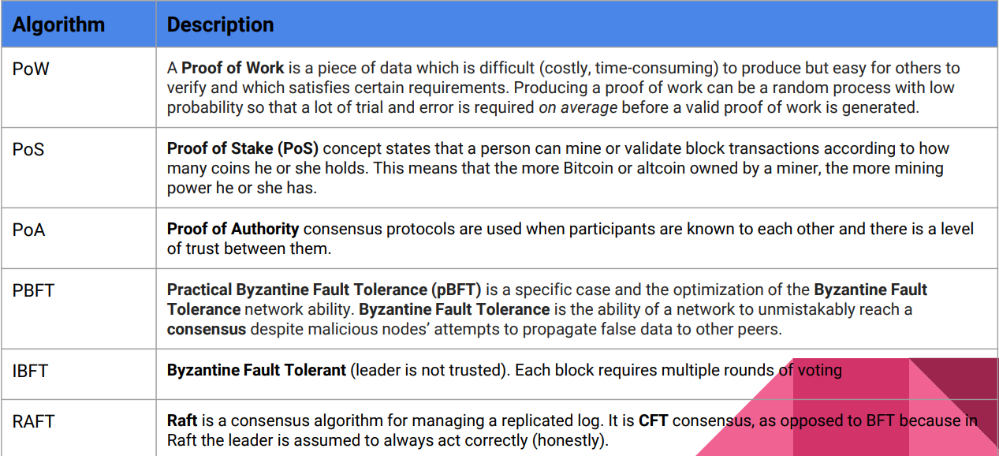 Algorithm Description
PoW
A Proof of Work is a piece of data which is difficult (costly, time-consuming) to produce but easy for others to
verify and which satisfies certain requirements. Producing a proof of work can be a random process with low
probability so that a lot of trial and error is required on average before a valid proof of work is generated.
PoS
Proof of Stake (PoS) concept states that a person can mine or validate block transactions according to how
many coins he or she holds. This means that the more Bitcoin or altcoin owned by a miner, the more mining
power he or she has.
PoA
Proof of Authority consensus protocols are used when participants are known to each other and there is a level
of trust between them.
PBFT
Practical Byzantine Fault Tolerance (pBFT) is a specific case and the optimization of the Byzantine Fault
Tolerance network ability. Byzantine Fault Tolerance is the ability of a network to unmistakably reach a
consensus despite malicious nodes’ attempts to propagate false data to other peers.
IBFT
Byzantine Fault Tolerant (leader is not trusted). Each block requires multiple rounds of voting
RAFT
Raft is a consensus algorithm for managing a replicated log. It is CFT consensus, as opposed to BFT because in
Raft the leader is assumed to always act correctly (honestly).